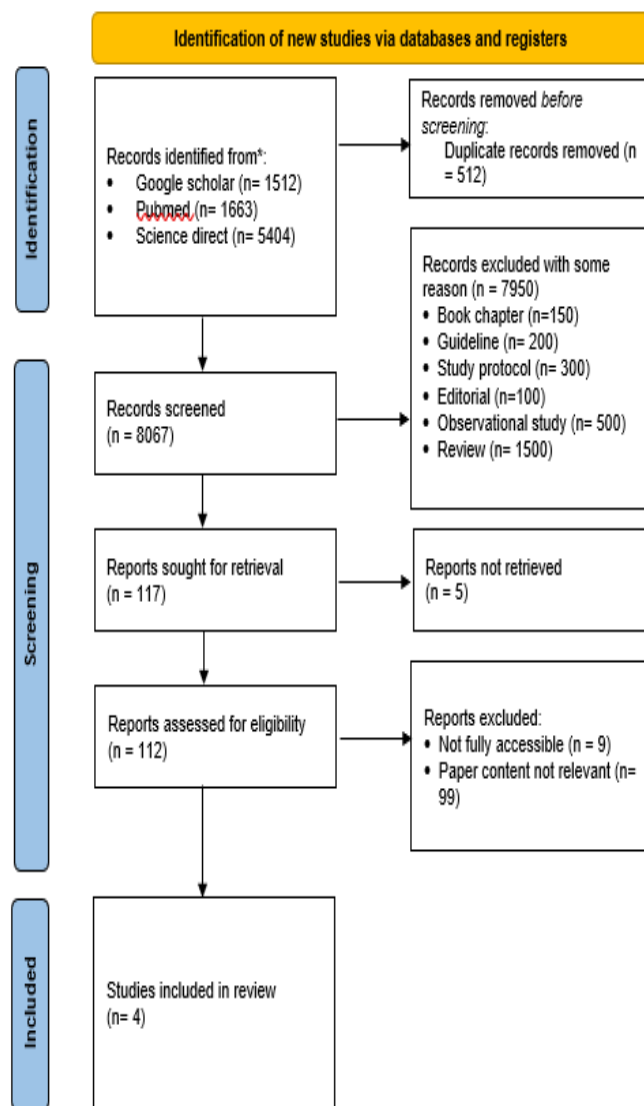 Identification of new studies via databases and registers
Identification
Records identified from*:
• Google scholar (n= 1512)
• Pubmed (n= 1663)
• Science direct (n= 5404)
Records removed before
screening:
Duplicate records removed (n
= 512)
Screening
Records screened
(n = 8067)
Records excluded with some
reason (n = 7950)
• Book chapter (n=150)
• Guideline (n= 200)
• Study protocol (n= 300)
• Editorial (n=100)
• Observational study (n= 500)
• Review (n= 1500)
Reports sought for retrieval
(n = 117)
Reports not retrieved
(n = 5)
Reports assessed for eligibility
(n = 112)
Reports excluded:
• Not fully accessible (n = 9)
• Paper content not relevant (n=
99)
Included
Studies included in review
(n= 4)